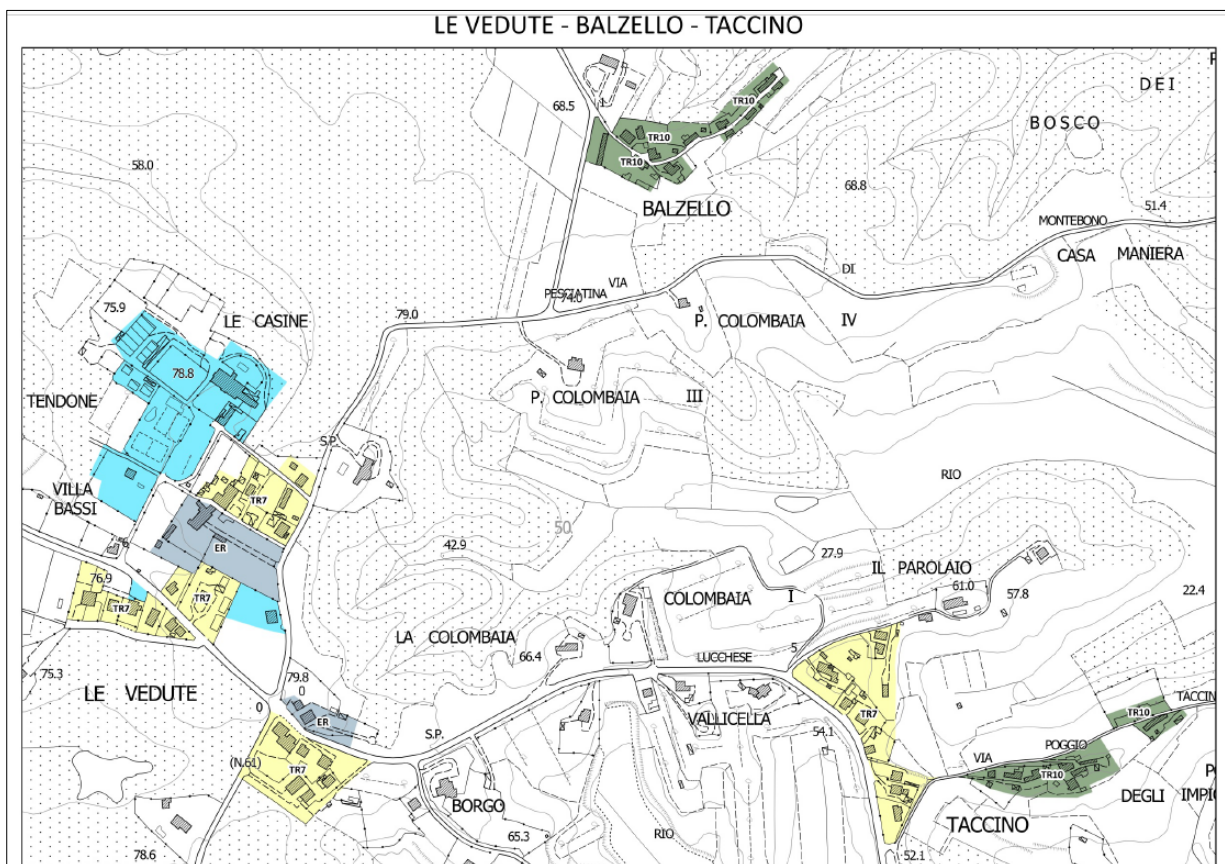 LE VEDUTE - BALZELLO - TACCINO
DEI
BOSCO
68.5
1
TR10
TR10
TR10
58.0
68.8
BALZELLO
MONTEBONO
51.4
CASA MANIERA
DI
VIA
PESCIATINA
74.0
75.9
LE CASINE
79.0
P. COLOMBAIA IV
78.8
TENDONE
P. COLOMBAIA III
S.P.
RIO
VILLA
BASSI
TR7
50
ER
42.9
27.9
IL PAROLAIO
61.0
57.8
76.9
TR7
TR7
COLOMBAIA I
22.4
LA COLOMBAIA
66.4
LUCCHESE
5
75.3
LE VEDUTE
79.8
0
0
ER
VALLICELLA
TR7
TACCIN
TR10
S.P.
54.1
POGGIO
VIA
(N.61)
TR7
TR10
BORGO
DEGLI IMPI
TACCINO
RIO
65.3
78.6
52.1